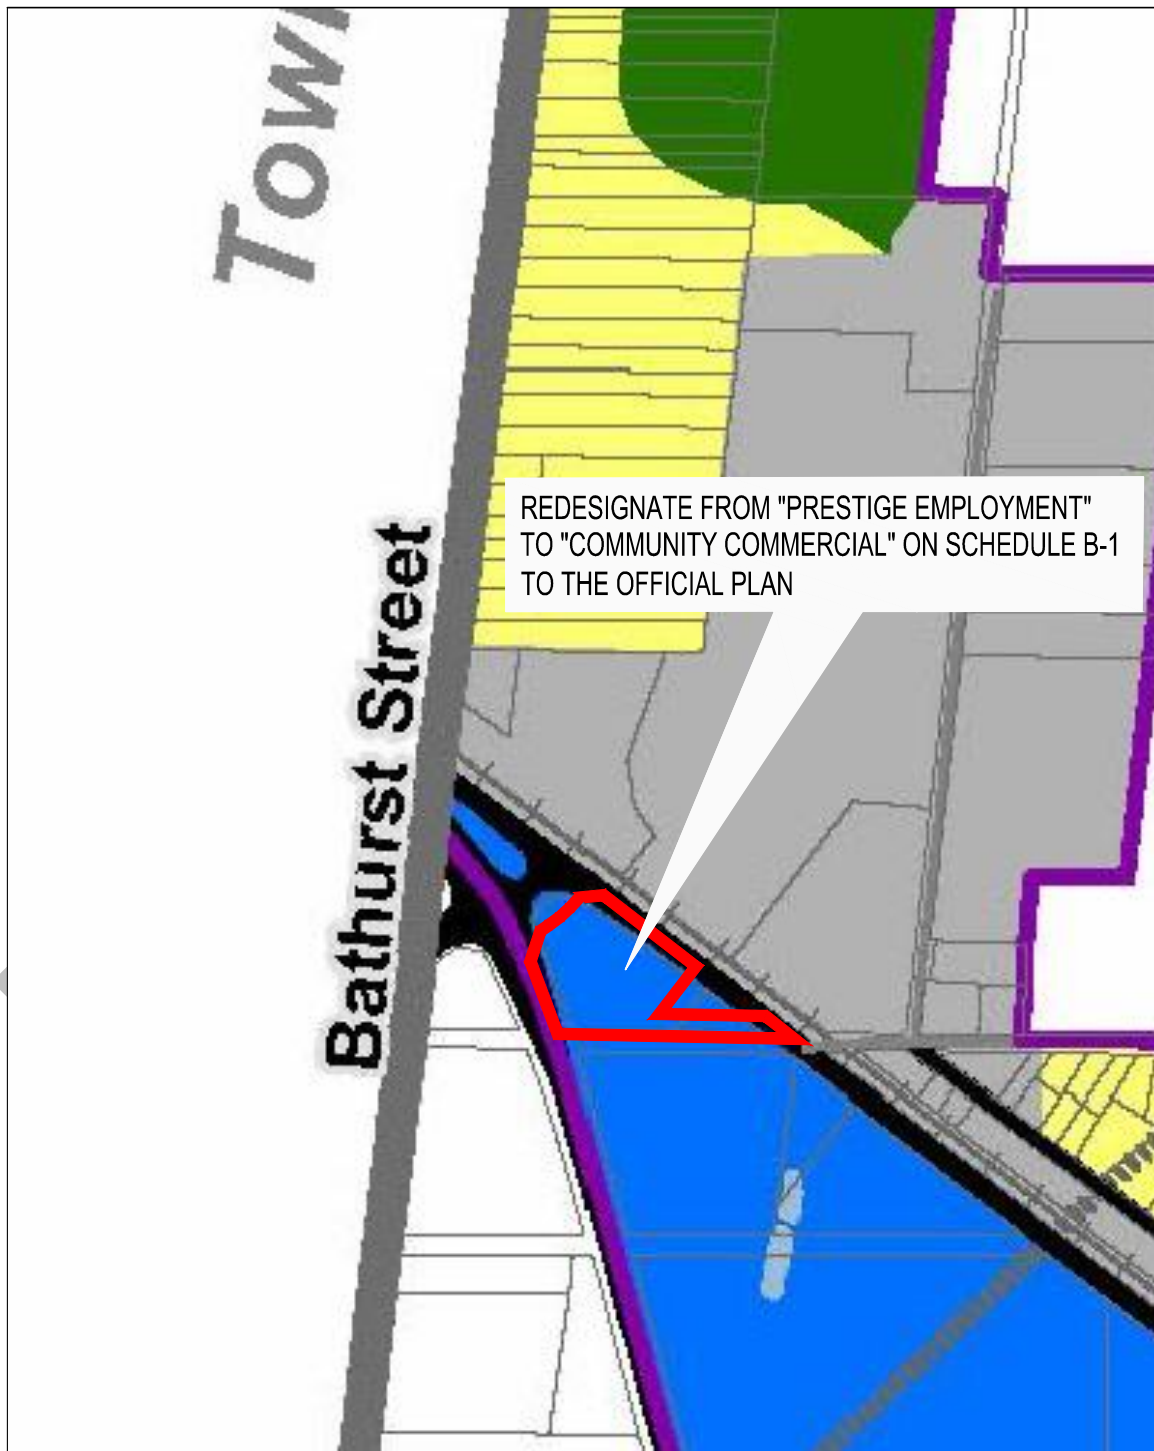 Tow
REDESIGNATE FROM "PRESTIGE EMPLOYMENT"
TO "COMMUNITY COMMERCIAL" ON SCHEDULE B-1
TO THE OFFICIAL PLAN
Bathurst Street